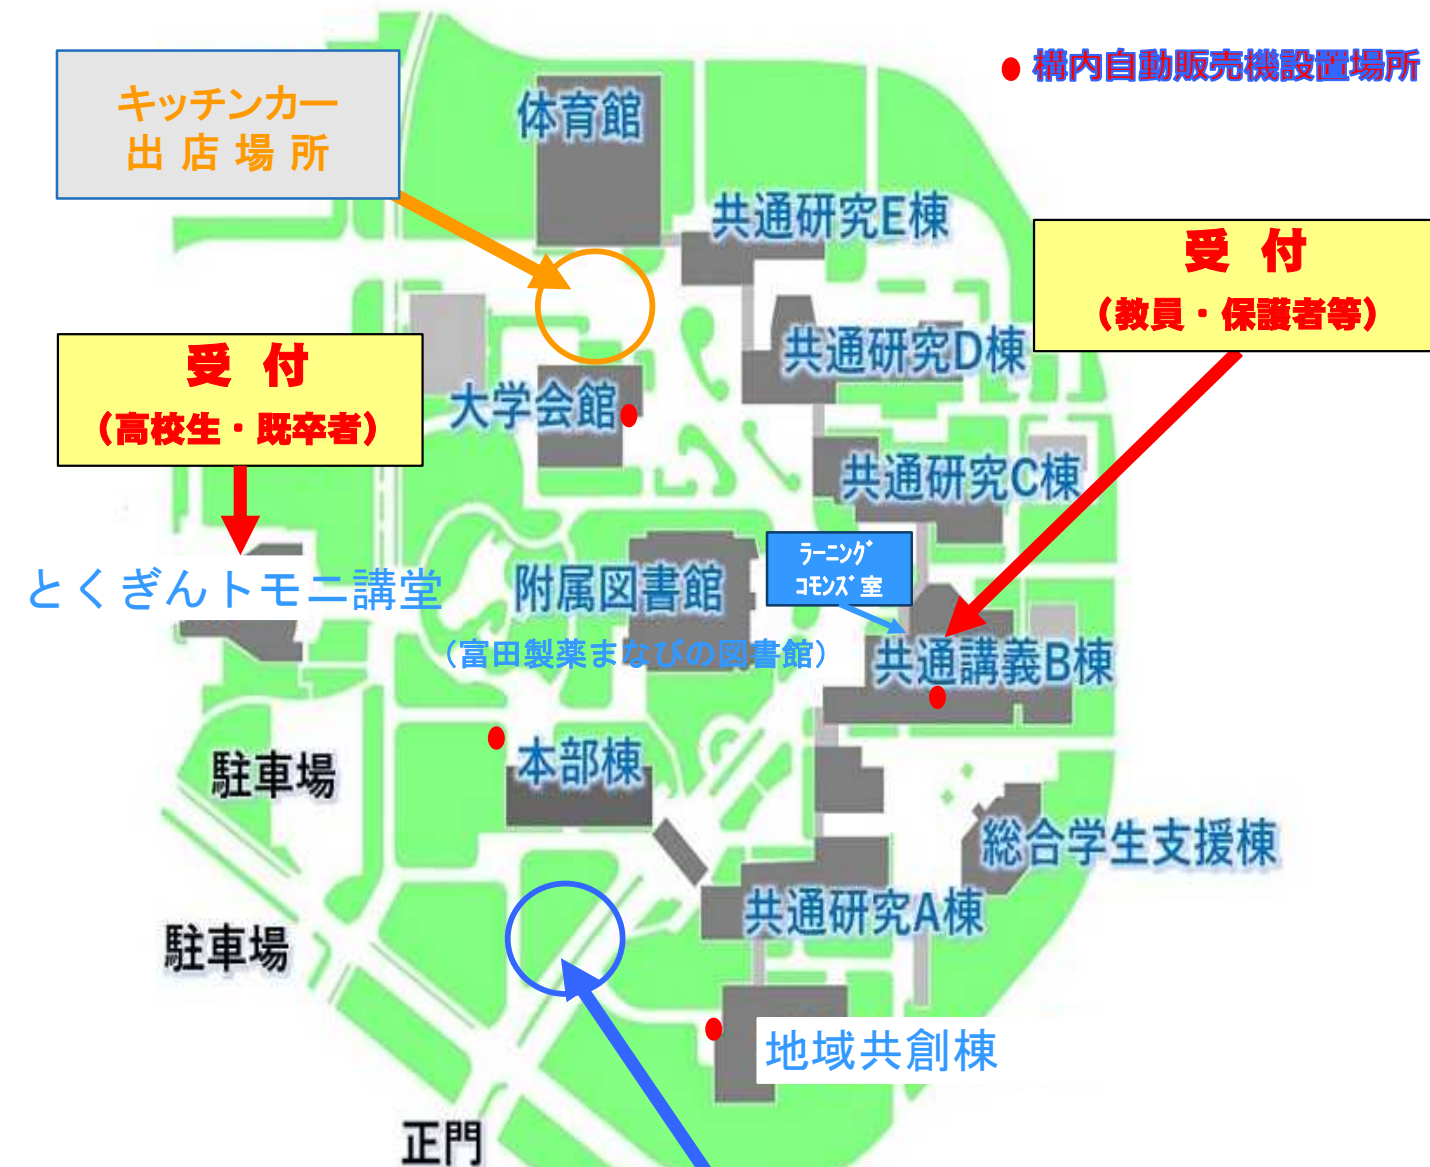 構内自動販売機設置場所
キッチンカー
出店場所
体育館
共通研究E棟
受付
（教員・保護者等）
受付
（高校生・既卒者）
共通研究D棟
大学会館
共通研究C棟
ラーニング
コモンズ室
とくぎんトモニ講堂
附属図書館
（富田製薬まなびの図書館）
共通講義B棟
本部棟
駐車場
総合学生支援棟
共通研究A棟
駐車場
地域共創棟
正門